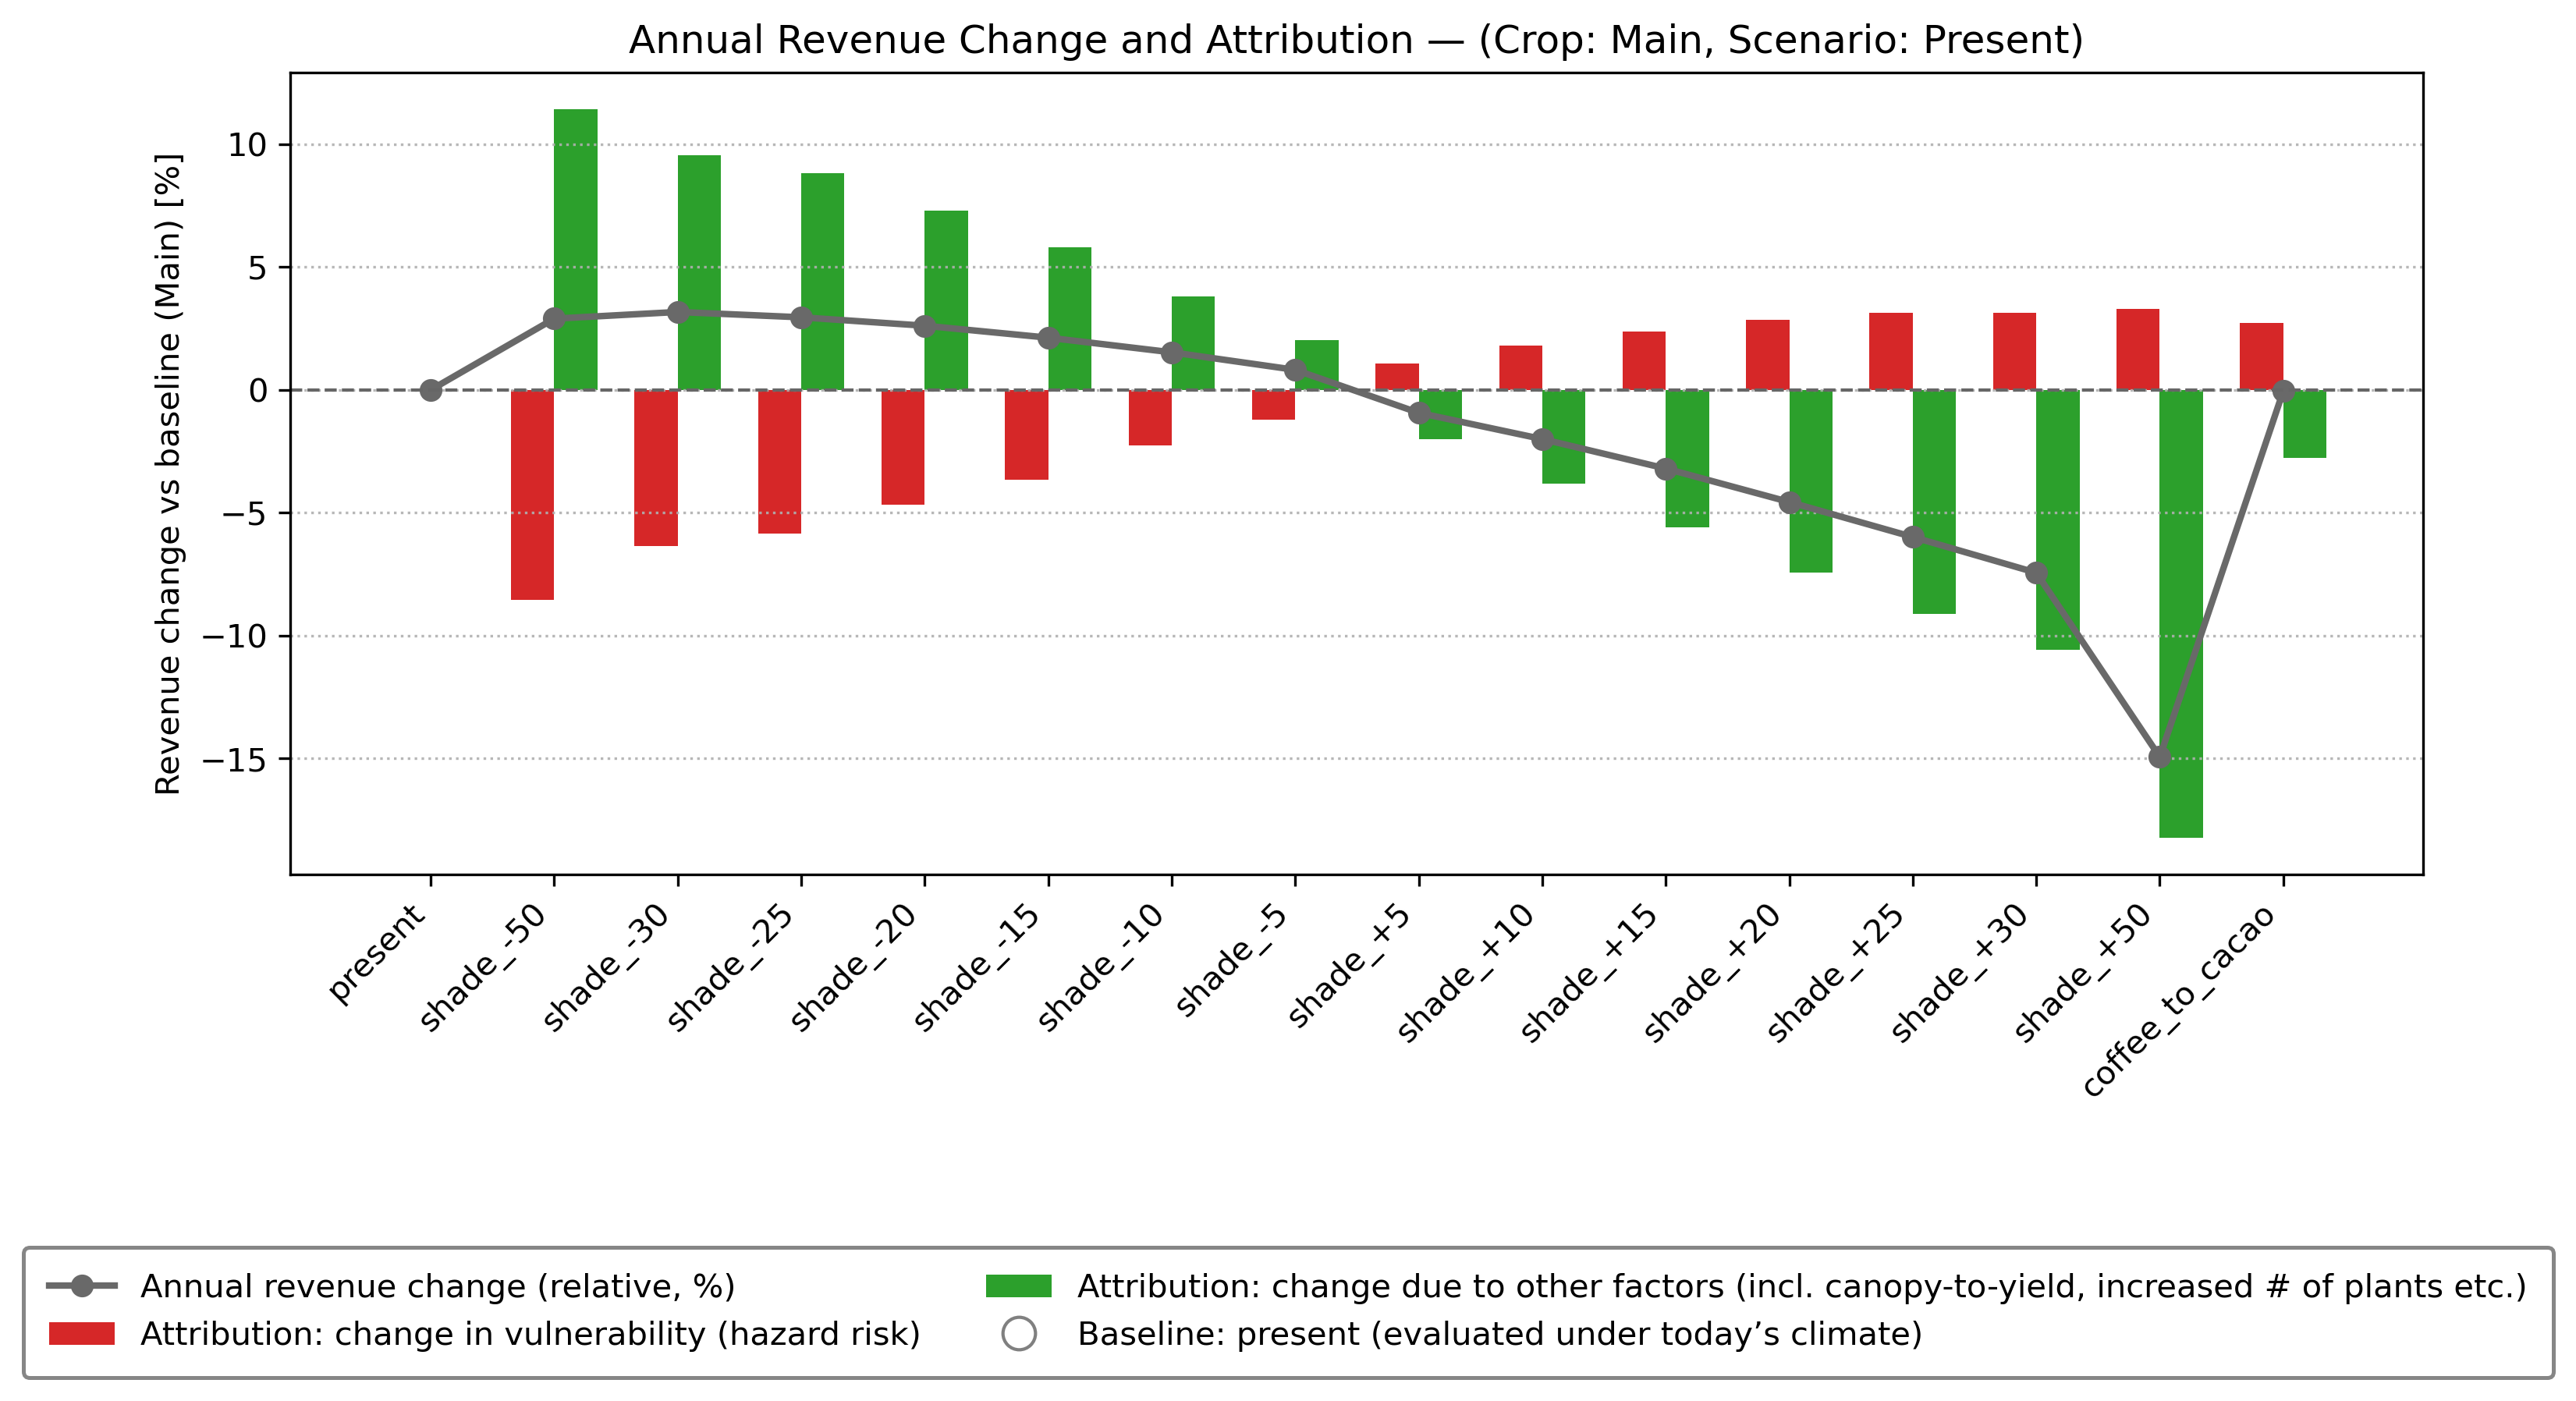 Annual Revenue Change and Attribution — (Crop: Main, Scenario: Present)
Revenue change vs baseline (Main) [%]
10
5
0
−5
−10
−15
present
shade_-50
shade_-30
shade_-25
shade_-20
shade_-15
shade_-10
shade_-5
shade_+5
shade_+10
shade_+15
shade_+20
shade_+25
shade_+30
shade_+50
coffee_to_cacao
Annual revenue change (relative, %)
Attribution: change in vulnerability (hazard risk)
Attribution: change due to other factors (incl. canopy-to-yield, increased # of plants etc.)
Baseline: present (evaluated under today’s climate)